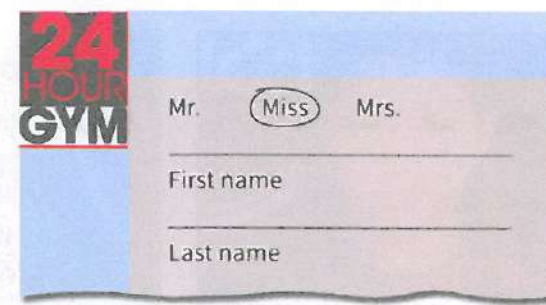 24
HOUR
GYM
Mr. Miss Mrs.
First name
Last name